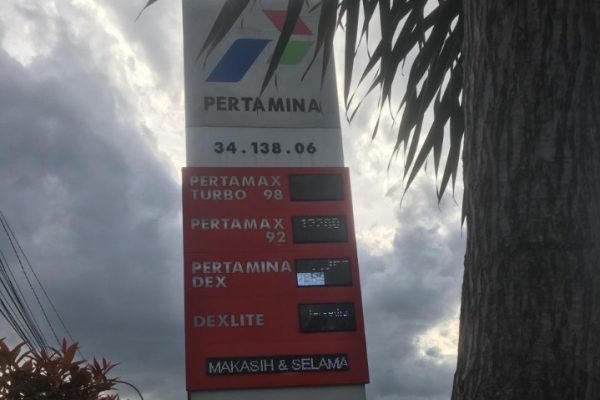 PERTAMINA
34.138.06
PERTAMAX
TURBO 98
PERTAMAX
92
PERTAMINA
DEX
DEXLITE
MAKASIH & SELAMA